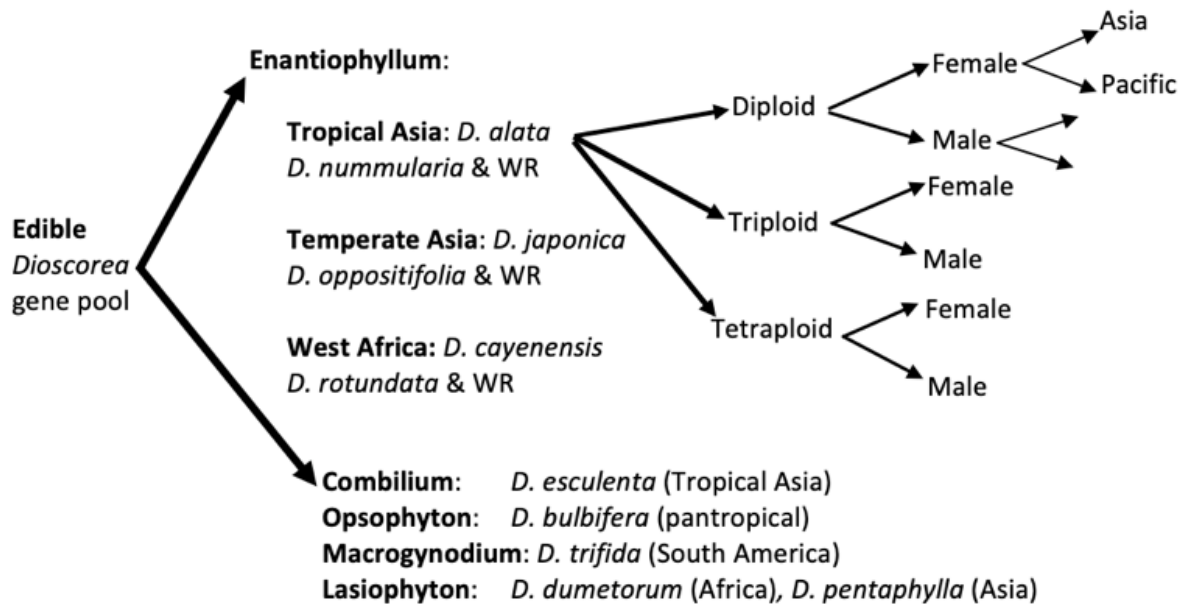 Enantiophyllum:
Tropical Asia: D. alata
D. nummularia & WR
Temperate Asia: D. japonica
D. oppositifolia & WR
West Africa: D. cayenensis
D. rotundata & WR
Edible
Dioscorea
gene pool
Diploid
Female
Asia
Pacific
Male
Triploid
Female
Male
Tetraploid
Female
Male
Combilium: D. esculenta (Tropical Asia)
Opsophyton: D. bulbifera (pantropical)
Macrogynodium: D. trifida (South America)
Lasiophyton: D. dumetorum (Africa), D. pentaphylla (Asia)